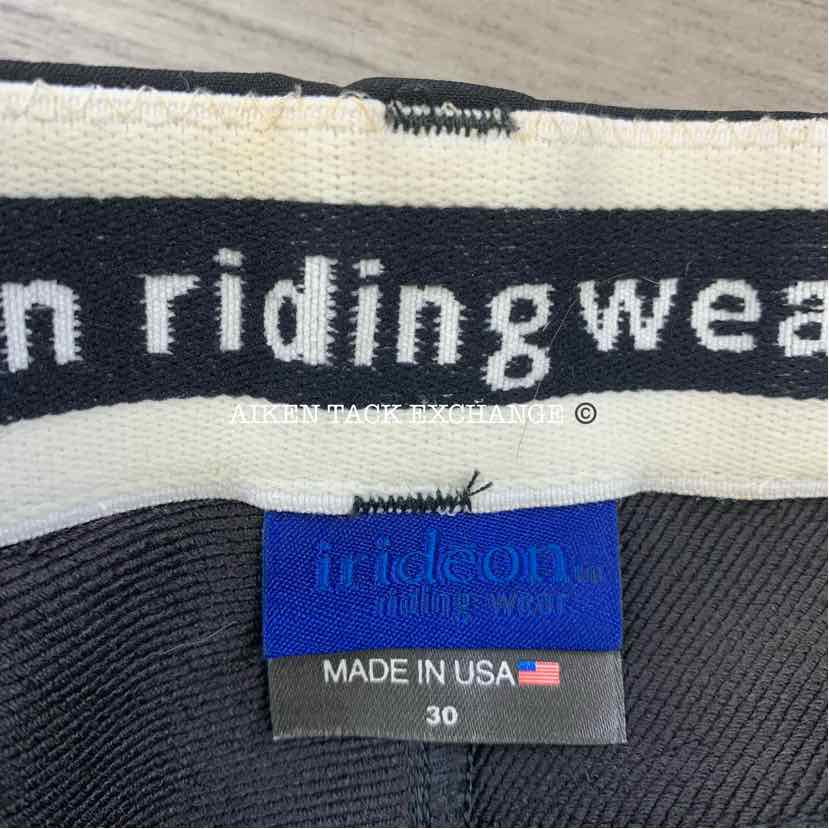 n ridingwea
AIKEN TACK EXCHANGE ©
irideon
riding wear
MADE IN USA
30